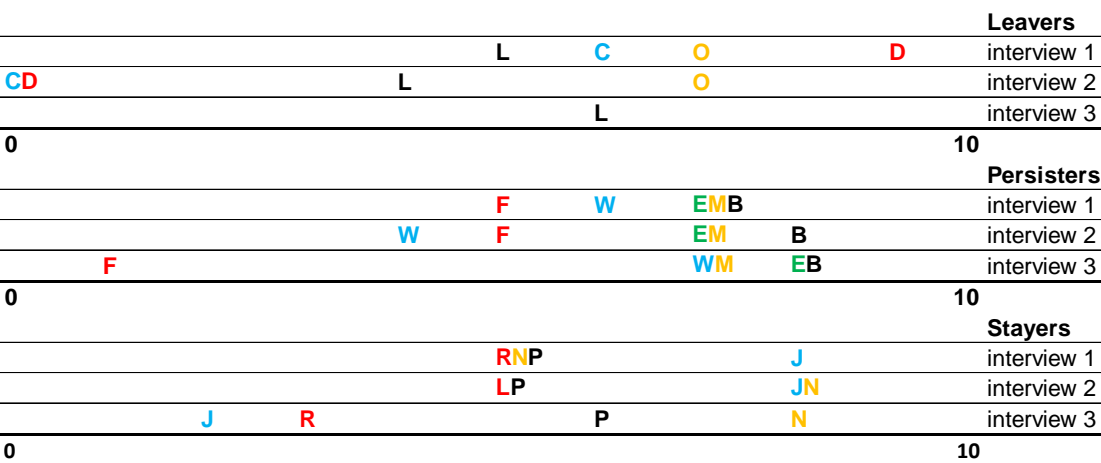 Leavers
L C O D interview 1
CD L O interview 2
L interview 3
0 10
Persisters
F W EMB interview 1
W F EM B interview 2
F WM EB interview 3
0 10
Stayers
RNP J interview 1
LP JN interview 2
J R P N interview 3
0 10